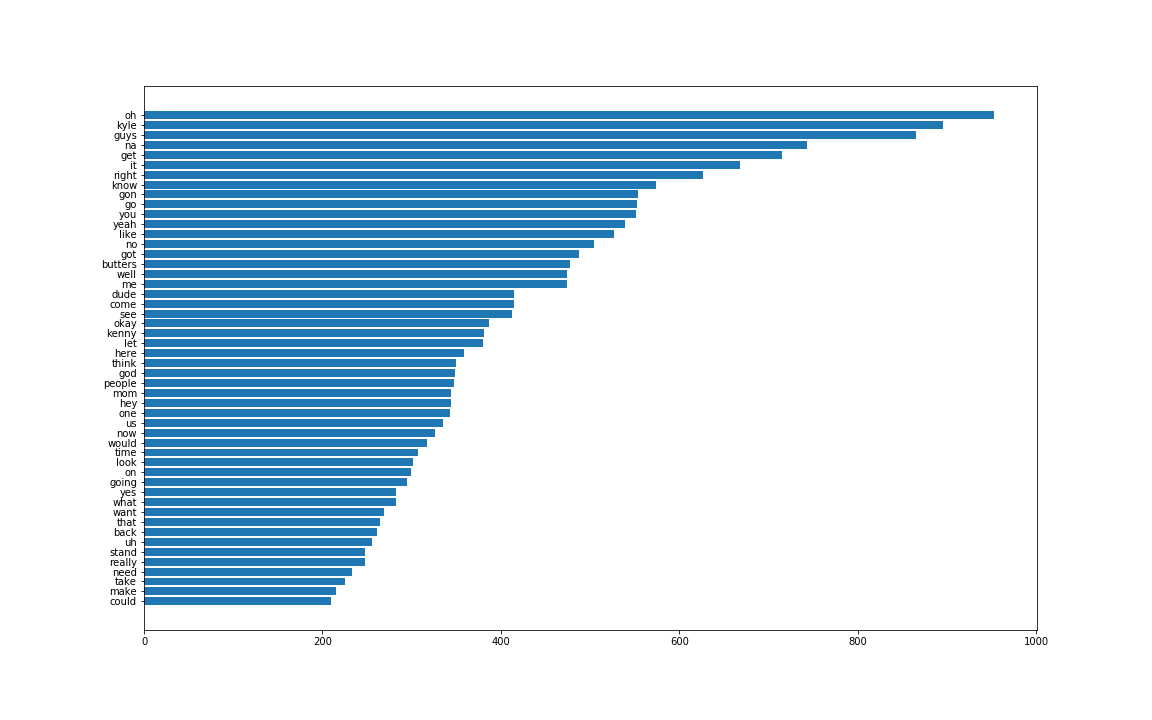 oh
kyle
guys
na
get
it
right
know
gon
go
you
yeah
like
no
got
butters
well
me
dude
come
see
okay
kenny
let
here
think
god
people
mom
hey
one
us
now
would
time
look
on
going
yes
what
want
that
back
uh
stand
really
need
take
make
could
0 200 400 600 800 1000